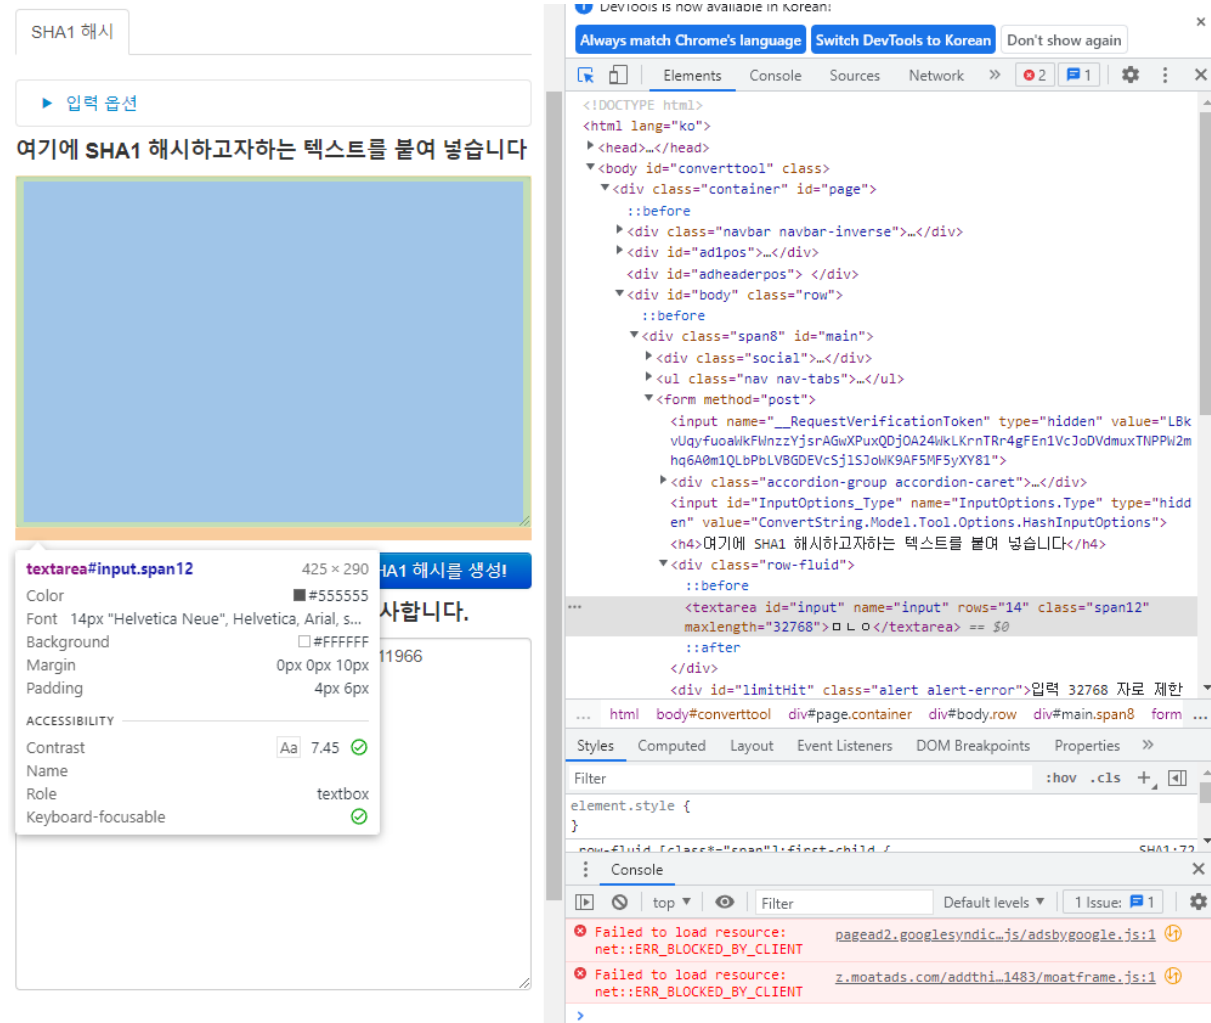 SHA1 해시
▶ 입력 옵션
여기에 SHA1 해시하고자하는 텍스트를 붙여 넣습니다
textarea#input.span12 425 × 290
Color #555555
Font 14px "Helvetica Neue", Helvetica, Arial, s...
Background #FFFFFF
Margin 0px 0px 10px
Padding 4px 6px
ACCESSIBILITY
Contrast Aa 7.45
Name
Role textbox
Keyboard-focusable
해시를 생성!
사합니다.
11966
DevTools is now available in Korean!
Always match Chrome's language Switch DevTools to Korean Don't show again
Elements Console Sources Network » 2 1
<!DOCTYPE html>
<html lang="ko">
<head>…</head>
<body id="converttool" class>
<div class="container" id="page">
::before
<div class="navbar navbar-inverse">…</div>
<div id="ad1pos">…</div>
<div id="adheaderpos"> </div>
<div id="body" class="row">
::before
<div class="span8" id="main">
<div class="social">…</div>
<ul class="nav nav-tabs">…</ul>
<form method="post">
<input name="__RequestVerificationToken" type="hidden" value="LBk
vUqyfuoaWkFWnzzYjsrAGwXPuxQDjOA24WkLKrnTRr4gFEn1VcJoDVdmuxTNPPW2m
hq6A0m1QLbPbLVBGDEVcSjlSJoWK9AF5MF5yXY81">
<div class="accordion-group accordion-caret">…</div>
<input id="InputOptions_Type" name="InputOptions.Type" type="hidd
en" value="ConvertString.Model.Tool.Options.HashInputOptions">
<h4>여기에 SHA1 해시하고자하는 텍스트를 붙여 넣습니다</h4>
<div class="row-fluid">
::before
<textarea id="input" name="input" rows="14" class="span12"
maxlength="32768">ㅁㄴㅇ</textarea> == $0
::after
</div>
<div id="limitHit" class="alert alert-error">입력 32768 자로 제한
... html body#converttool div#page.container div#body.row div#main.span8 form ...
Styles Computed Layout Event Listeners DOM Breakpoints Properties »
Filter :hov .cls +
element.style {
}
.row-fluid [class*="span"]:first-child { SHA1:72
Console
top ▼ Filter Default levels ▼ 1 Issue: 1
Failed to load resource: pagead2.googlesyndic…js/adsbygoogle.js:1
net::ERR_BLOCKED_BY_CLIENT
Failed to load resource: z.moatads.com/addthi…1483/moatframe.js:1
net::ERR_BLOCKED_BY_CLIENT